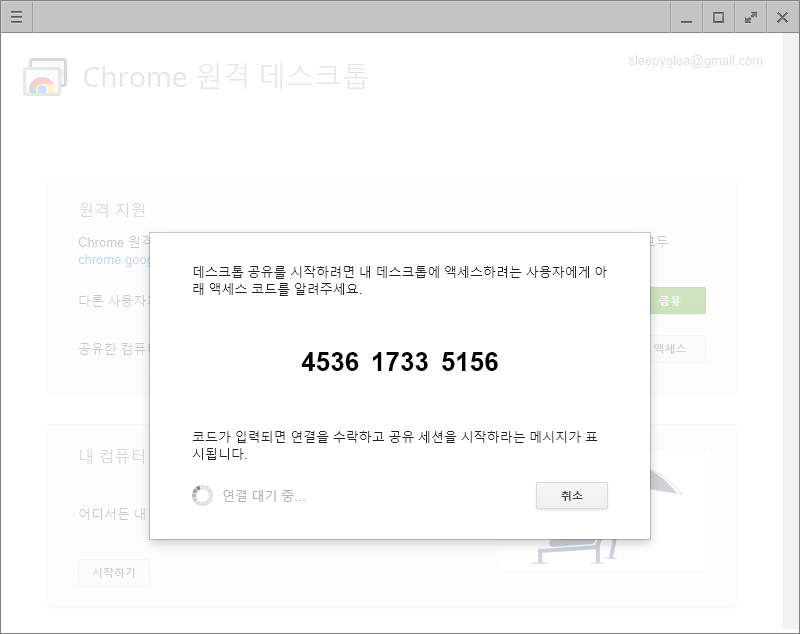 Chrome 원격 데스크톱
sleepygloa@gmail.com
원격 지원
Chrome 원격
모두
chrome.goog
다른 사용자
공유
공유한 컴퓨터
액세스
데스크톱 공유를 시작하려면 내 데스크톱에 액세스하려는 사용자에게 아
래 액세스 코드를 알려주세요.
4536 1733 5156
코드가 입력되면 연결을 수락하고 공유 세션을 시작하라는 메시지가 표
시됩니다.
연결 대기 중...
취소
내 컴퓨터
어디서든 내
시작하기